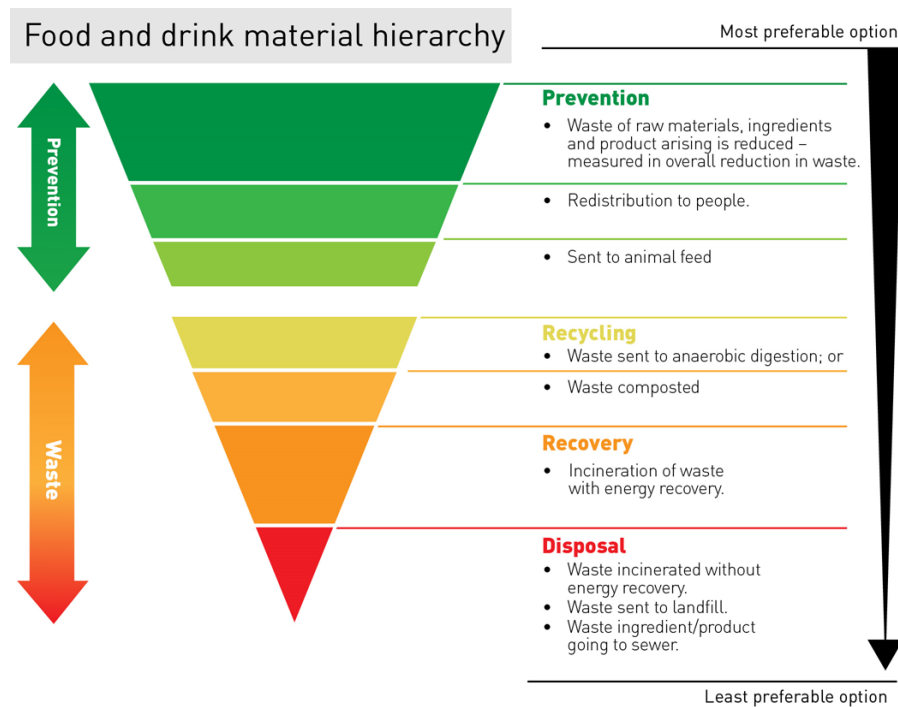 Food and drink material hierarchy
Most preferable option
Prevention
Prevention
• Waste of raw materials, ingredients
and product arising is reduced –
measured in overall reduction in waste.
• Redistribution to people.
• Sent to animal feed
Waste
Recycling
• Waste sent to anaerobic digestion; or
• Waste composted
Recovery
• Incineration of waste
with energy recovery.
Disposal
• Waste incinerated without
energy recovery.
• Waste sent to landfill.
• Waste ingredient/product
going to sewer.
Least preferable option